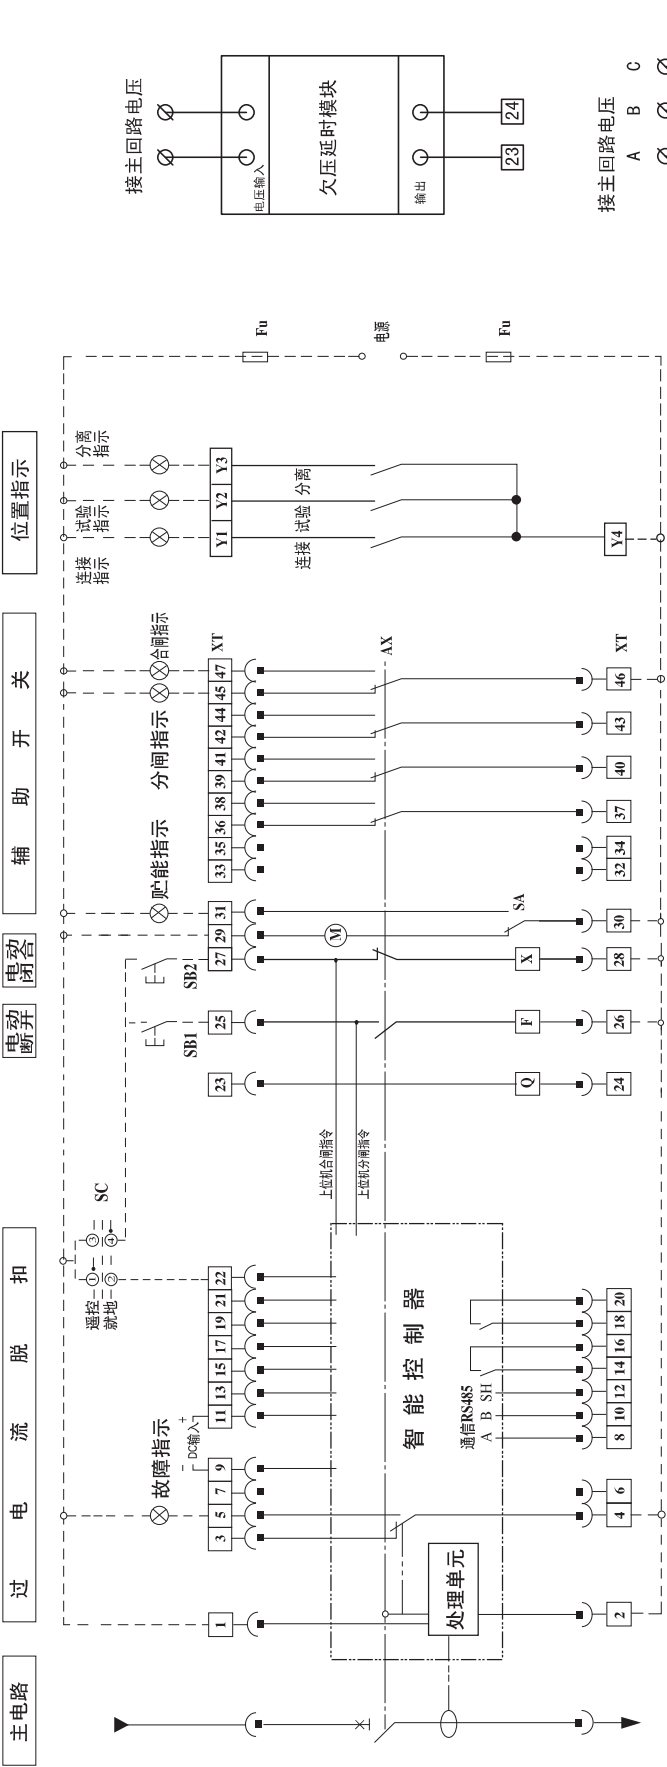 主电路
过 电 流 脱 扣
电动断开
电动闭合
辅 助 开 关
位置指示
遥控
就地
1 2 3 4
SC
SB1
SB2
故障指示
DC输入
- +
贮能指示
分闸指示
合闸指示
连接指示
试验指示
分离指示
1 3 5 7 9 11 13 15 17 19 21 22 23 25 27 29 31 33 35 36 38 39 41 42 44 45 47
XT
Y1 Y2 Y3
连接
试验
分离
上位机合闸指令
上位机分闸指令
M
AX
智 能 控 制 器
通信RS485
A B SH
处理单元
Q
F
X
SA
2 4 6 8 10 12 14 16 18 20 24 26 28 30 32 34 37 40 43 46
XT
Y4
Fu
电源
Fu
接主回路电压
电压输入
欠压延时模块
输出
23 24
接主回路电压
A B C